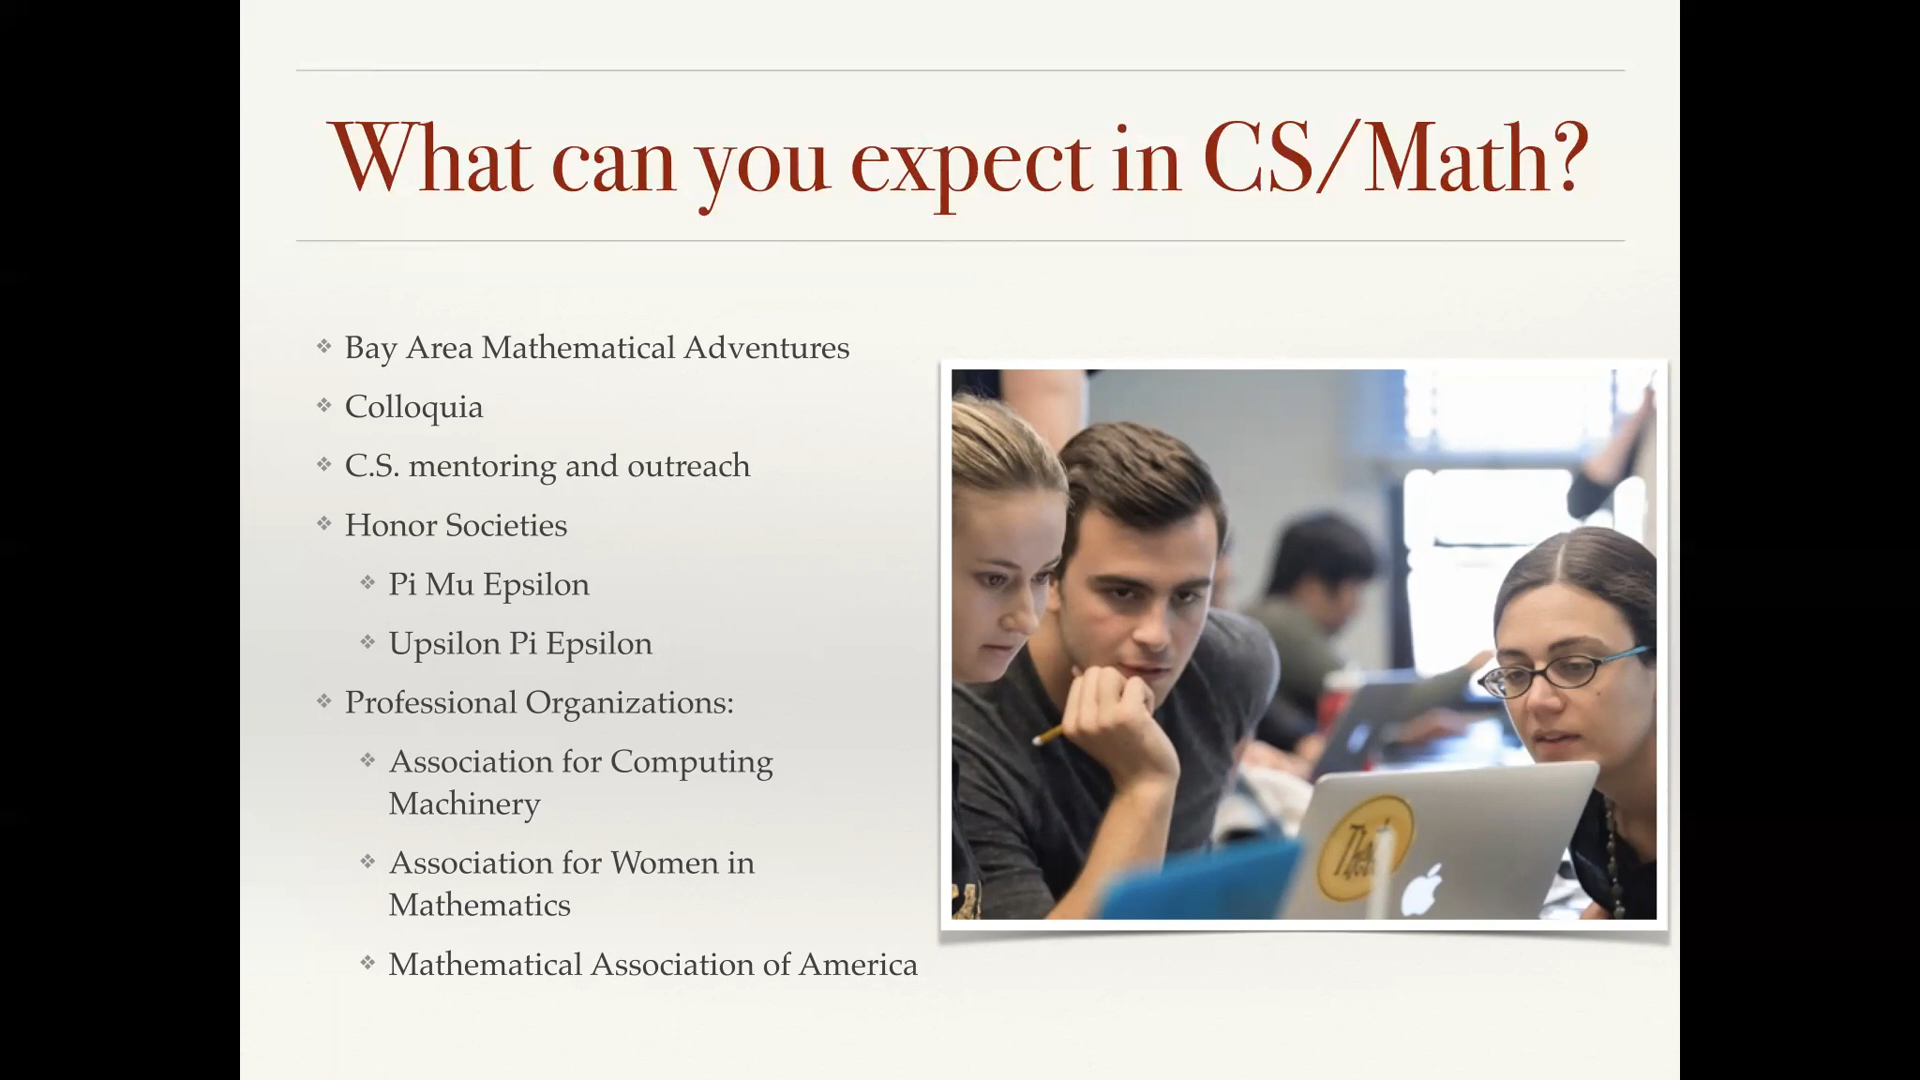 What can you expect in CS/Math?
Bay Area Mathematical Adventures
Colloquia
C.S. mentoring and outreach
Honor Societies
Pi Mu Epsilon
Upsilon Pi Epsilon
Professional Organizations:
Association for Computing
Machinery
Association for Women in
Mathematics
Mathematical Association of America